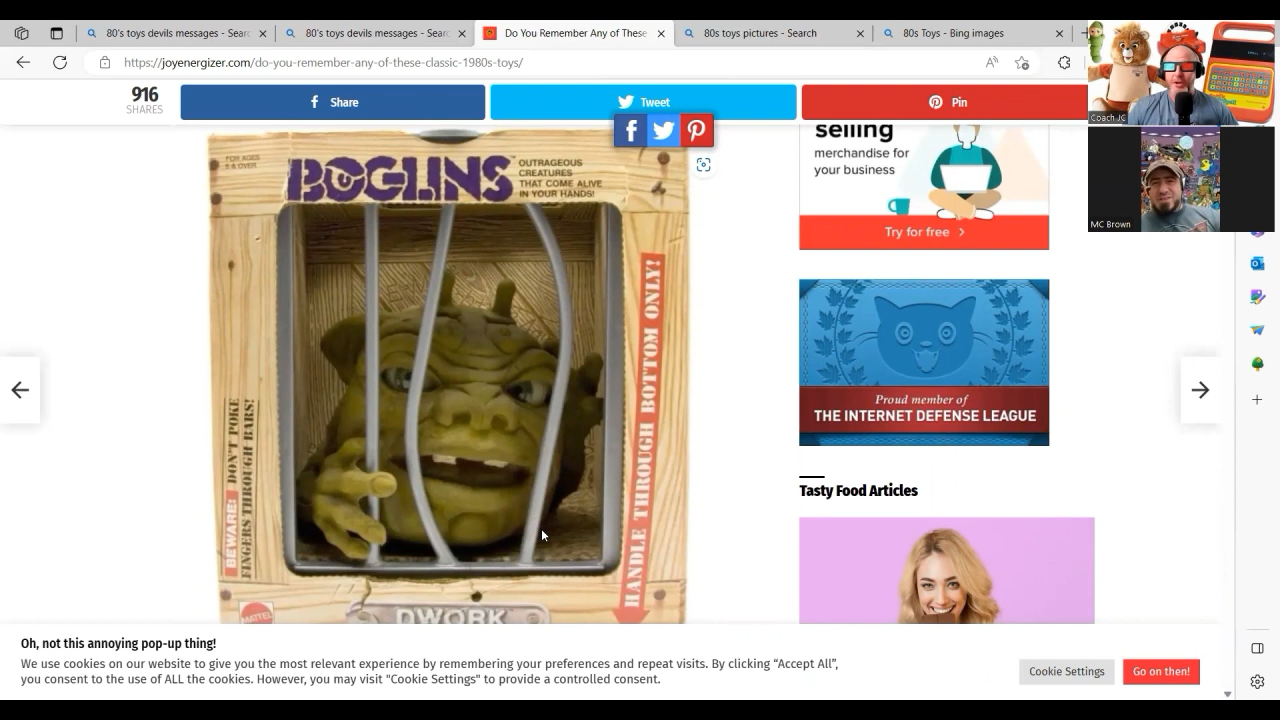 80's toys devils messages - Searc
80's toys devils messages - Searc
Do You Remember Any of These
80s toys pictures - Search
80s Toys - Bing images
https://joyenergizer.com/do-you-remember-any-of-these-classic-1980s-toys/
Coach JC
MC Brown
916
SHARES
Share
Tweet
Pin
FOR AGES
5 & OVER
BOGLINS™
OUTRAGEOUS
CREATURES
THAT COME ALIVE
IN YOUR HANDS!
BEWARE: DON'T POKE
FINGERS THROUGH BARS!
HANDLE THROUGH BOTTOM ONLY!
MATTEL
DWORK
selling
merchandise for
your business
Try for free >
Proud member of
THE INTERNET DEFENSE LEAGUE
Tasty Food Articles
Oh, not this annoying pop-up thing!
We use cookies on our website to give you the most relevant experience by remembering your preferences and repeat visits. By clicking “Accept All”,
you consent to the use of ALL the cookies. However, you may visit "Cookie Settings" to provide a controlled consent.
Cookie Settings
Go on then!